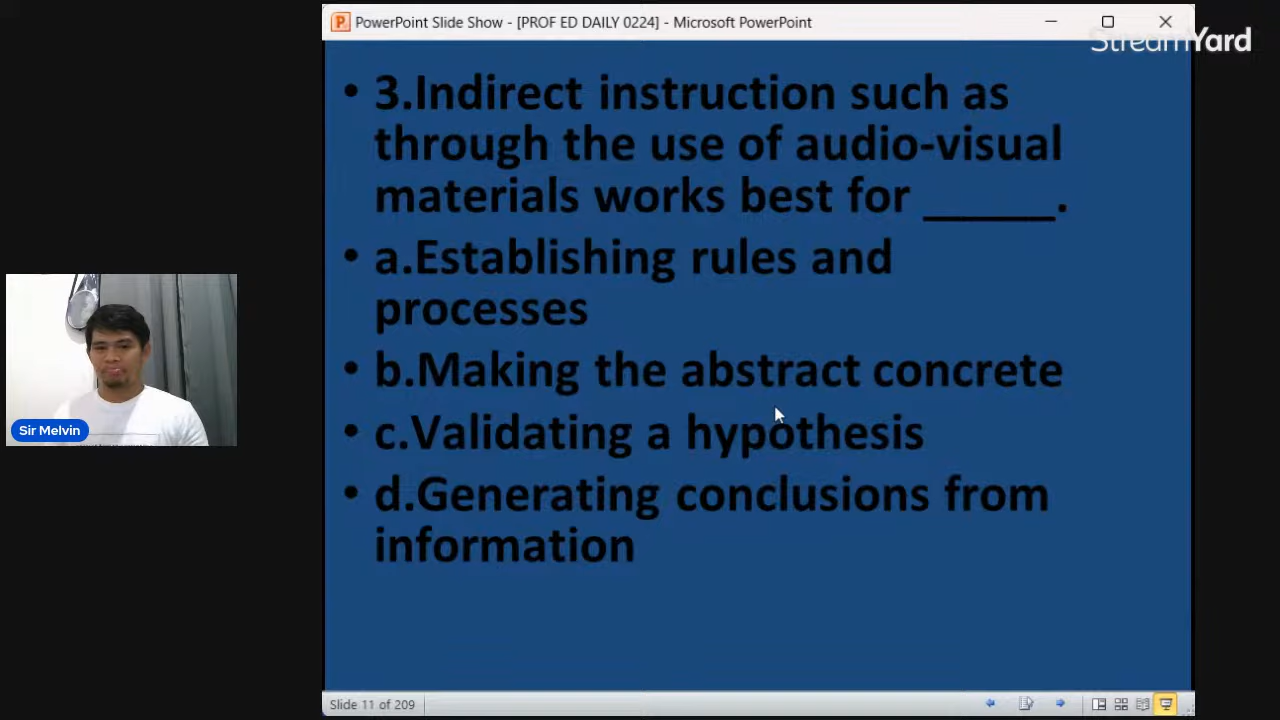 PowerPoint Slide Show - [PROF ED DAILY 0224] - Microsoft PowerPoint
StreamYard
• 3.Indirect instruction such as
through the use of audio-visual
materials works best for _____.
• a.Establishing rules and
processes
• b.Making the abstract concrete
• c.Validating a hypothesis
• d.Generating conclusions from
information
Sir Melvin
Slide 11 of 209